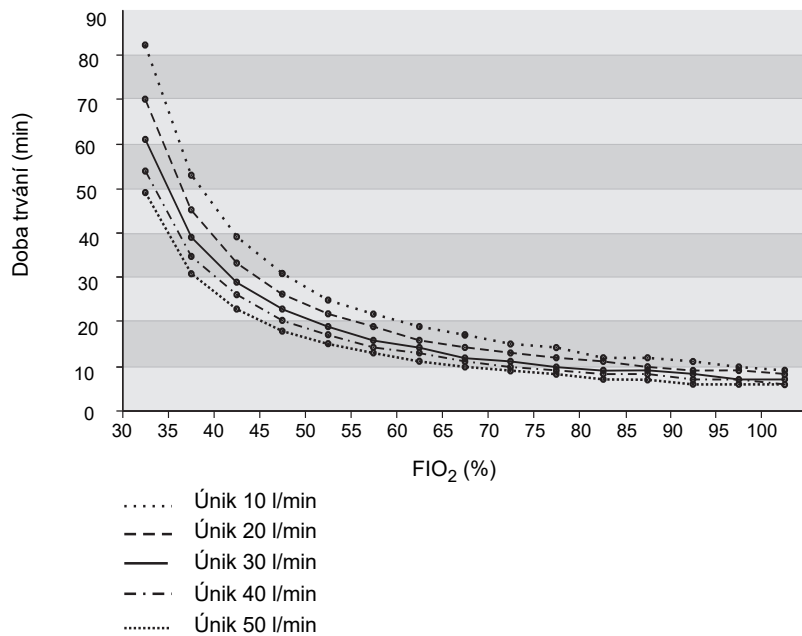 90
80
70
60
50
40
30
20
10
0
Doba trvání (min)
30 35 40 45 50 55 60 65 70 75 80 85 90 95 100
FIO2 (%)
Únik 10 l/min
Únik 20 l/min
Únik 30 l/min
Únik 40 l/min
Únik 50 l/min